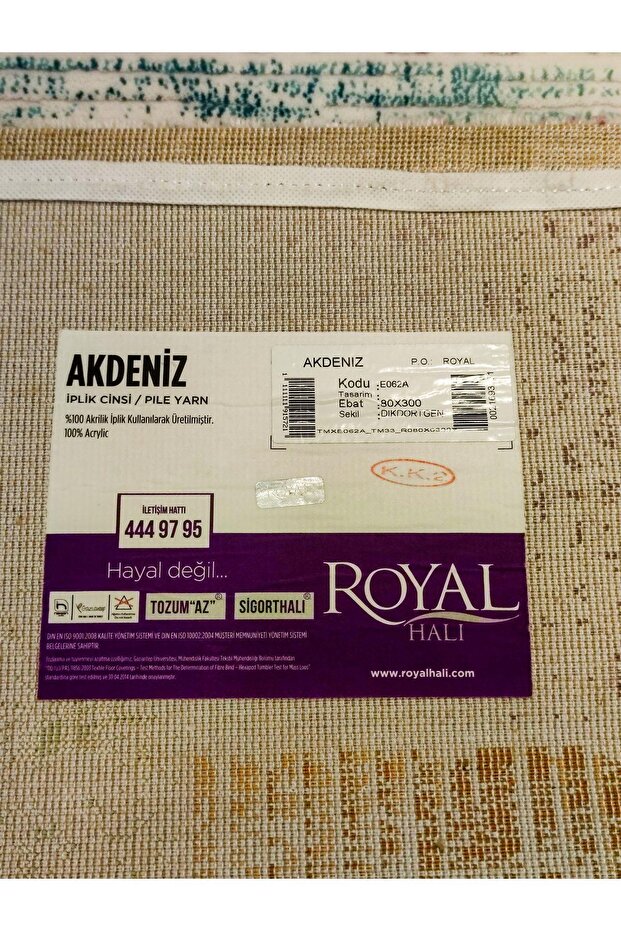 AKDENİZ
İPLİK CİNSİ / PILE YARN
%100 Akrilik İplik Kullanılarak Üretilmiştir.
100% Acrylic
AKDENIZ P.O.: ROYAL
Kodu :E062A
Tasarım :
Ebat :80X300
Sekil :DIKDORTGEN
K.K.2
İLETİŞİM HATTI
444 97 95
Hayal değil...
TOZUM"AZ"
SİGORTHALI
ROYAL
HALI
DIN EN ISO 9001:2008 KALİTE YÖNETİM SİSTEMİ VE DIN EN ISO 10002:2004 MÜŞTERİ MEMNUNİYETİ YÖNETİM SİSTEMİ
BELGELERİNE SAHİPTİR.
www.royalhali.com